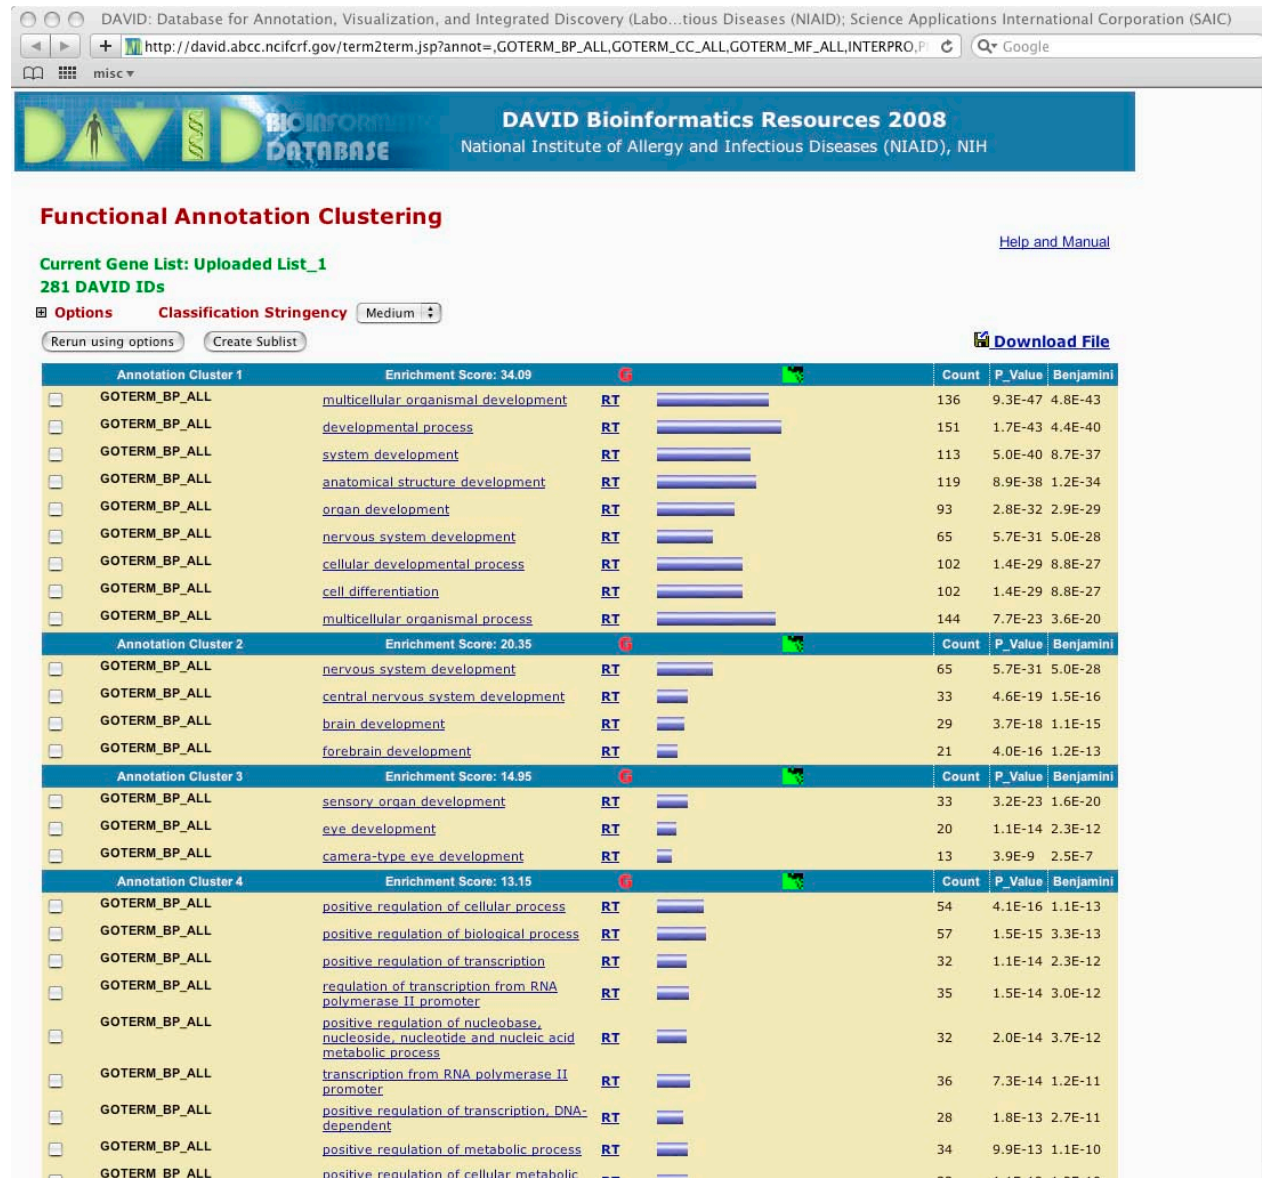 DAVID: Database for Annotation, Visualization, and Integrated Discovery (Labo...tious Diseases (NIAID); Science Applications International Corporation (SAIC)
http://david.abcc.ncifcrf.gov/term2term.jsp?annot=,GOTERM_BP_ALL,GOTERM_CC_ALL,GOTERM_MF_ALL,INTERPRO,P Google
misc
DAVID BIOINFORMATICS DATABASE
DAVID Bioinformatics Resources 2008
National Institute of Allergy and Infectious Diseases (NIAID), NIH
Functional Annotation Clustering
Help and Manual
Current Gene List: Uploaded List_1
281 DAVID IDs
Options Classification Stringency Medium
Rerun using options Create Sublist Download File
Annotation Cluster 1 Enrichment Score: 34.09 G Count P_Value Benjamini
GOTERM_BP_ALL multicellular organismal development RT 136 9.3E-47 4.8E-43
GOTERM_BP_ALL developmental process RT 151 1.7E-43 4.4E-40
GOTERM_BP_ALL system development RT 113 5.0E-40 8.7E-37
GOTERM_BP_ALL anatomical structure development RT 119 8.9E-38 1.2E-34
GOTERM_BP_ALL organ development RT 93 2.8E-32 2.9E-29
GOTERM_BP_ALL nervous system development RT 65 5.7E-31 5.0E-28
GOTERM_BP_ALL cellular developmental process RT 102 1.4E-29 8.8E-27
GOTERM_BP_ALL cell differentiation RT 102 1.4E-29 8.8E-27
GOTERM_BP_ALL multicellular organismal process RT 144 7.7E-23 3.6E-20
Annotation Cluster 2 Enrichment Score: 20.35 G Count P_Value Benjamini
GOTERM_BP_ALL nervous system development RT 65 5.7E-31 5.0E-28
GOTERM_BP_ALL central nervous system development RT 33 4.6E-19 1.5E-16
GOTERM_BP_ALL brain development RT 29 3.7E-18 1.1E-15
GOTERM_BP_ALL forebrain development RT 21 4.0E-16 1.2E-13
Annotation Cluster 3 Enrichment Score: 14.95 G Count P_Value Benjamini
GOTERM_BP_ALL sensory organ development RT 33 3.2E-23 1.6E-20
GOTERM_BP_ALL eye development RT 20 1.1E-14 2.3E-12
GOTERM_BP_ALL camera-type eye development RT 13 3.9E-9 2.5E-7
Annotation Cluster 4 Enrichment Score: 13.15 G Count P_Value Benjamini
GOTERM_BP_ALL positive regulation of cellular process RT 54 4.1E-16 1.1E-13
GOTERM_BP_ALL positive regulation of biological process RT 57 1.5E-15 3.3E-13
GOTERM_BP_ALL positive regulation of transcription RT 32 1.1E-14 2.3E-12
GOTERM_BP_ALL regulation of transcription from RNA
polymerase II promoter RT 35 1.5E-14 3.0E-12
GOTERM_BP_ALL positive regulation of nucleobase,
nucleoside, nucleotide and nucleic acid RT 32 2.0E-14 3.7E-12
metabolic process
GOTERM_BP_ALL transcription from RNA polymerase II
promoter RT 36 7.3E-14 1.2E-11
GOTERM_BP_ALL positive regulation of transcription, DNA-
dependent RT 28 1.8E-13 2.7E-11
GOTERM_BP_ALL positive regulation of metabolic process RT 34 9.9E-13 1.1E-10
GOTERM_BP_ALL positive regulation of cellular metabolic